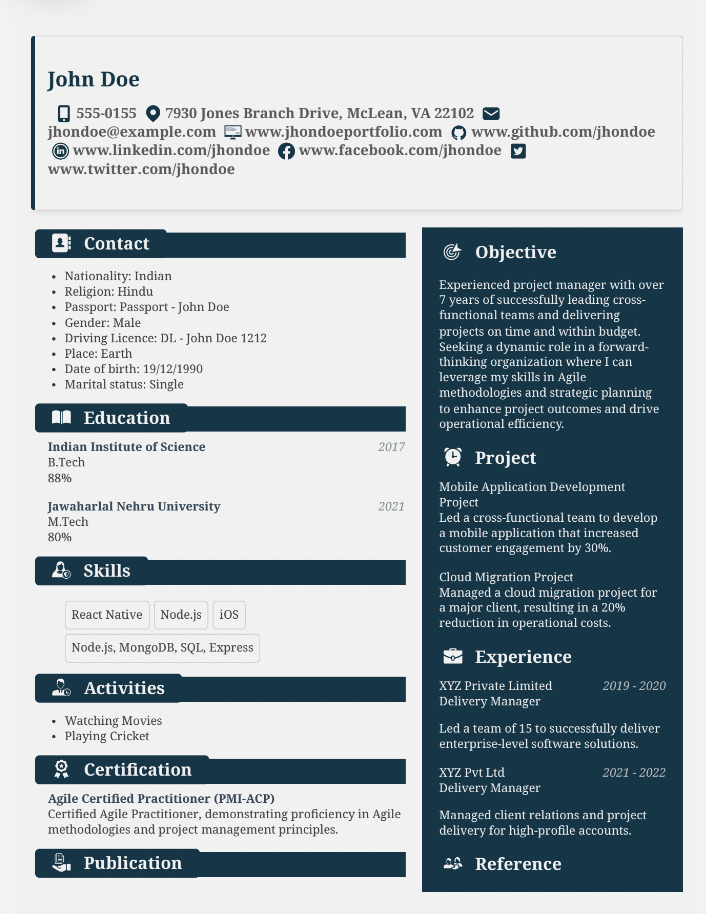 John Doe
555-0155 7930 Jones Branch Drive, McLean, VA 22102
jhondoe@example.com www.jhondoeportfolio.com www.github.com/jhondoe
www.linkedin.com/jhondoe www.facebook.com/jhondoe
www.twitter.com/jhondoe
Contact
• Nationality: Indian
• Religion: Hindu
• Passport: Passport - John Doe
• Gender: Male
• Driving Licence: DL - John Doe 1212
• Place: Earth
• Date of birth: 19/12/1990
• Marital status: Single
Education
Indian Institute of Science 2017
B.Tech
88%
Jawaharlal Nehru University 2021
M.Tech
80%
Skills
React Native Node.js iOS
Node.js, MongoDB, SQL, Express
Activities
• Watching Movies
• Playing Cricket
Certification
Agile Certified Practitioner (PMI-ACP)
Certified Agile Practitioner, demonstrating proficiency in Agile
methodologies and project management principles.
Publication
Objective
Experienced project manager with over
7 years of successfully leading cross-
functional teams and delivering
projects on time and within budget.
Seeking a dynamic role in a forward-
thinking organization where I can
leverage my skills in Agile
methodologies and strategic planning
to enhance project outcomes and drive
operational efficiency.
Project
Mobile Application Development
Project
Led a cross-functional team to develop
a mobile application that increased
customer engagement by 30%.
Cloud Migration Project
Managed a cloud migration project for
a major client, resulting in a 20%
reduction in operational costs.
Experience
XYZ Private Limited 2019 - 2020
Delivery Manager
Led a team of 15 to successfully deliver
enterprise-level software solutions.
XYZ Pvt Ltd 2021 - 2022
Delivery Manager
Managed client relations and project
delivery for high-profile accounts.
Reference